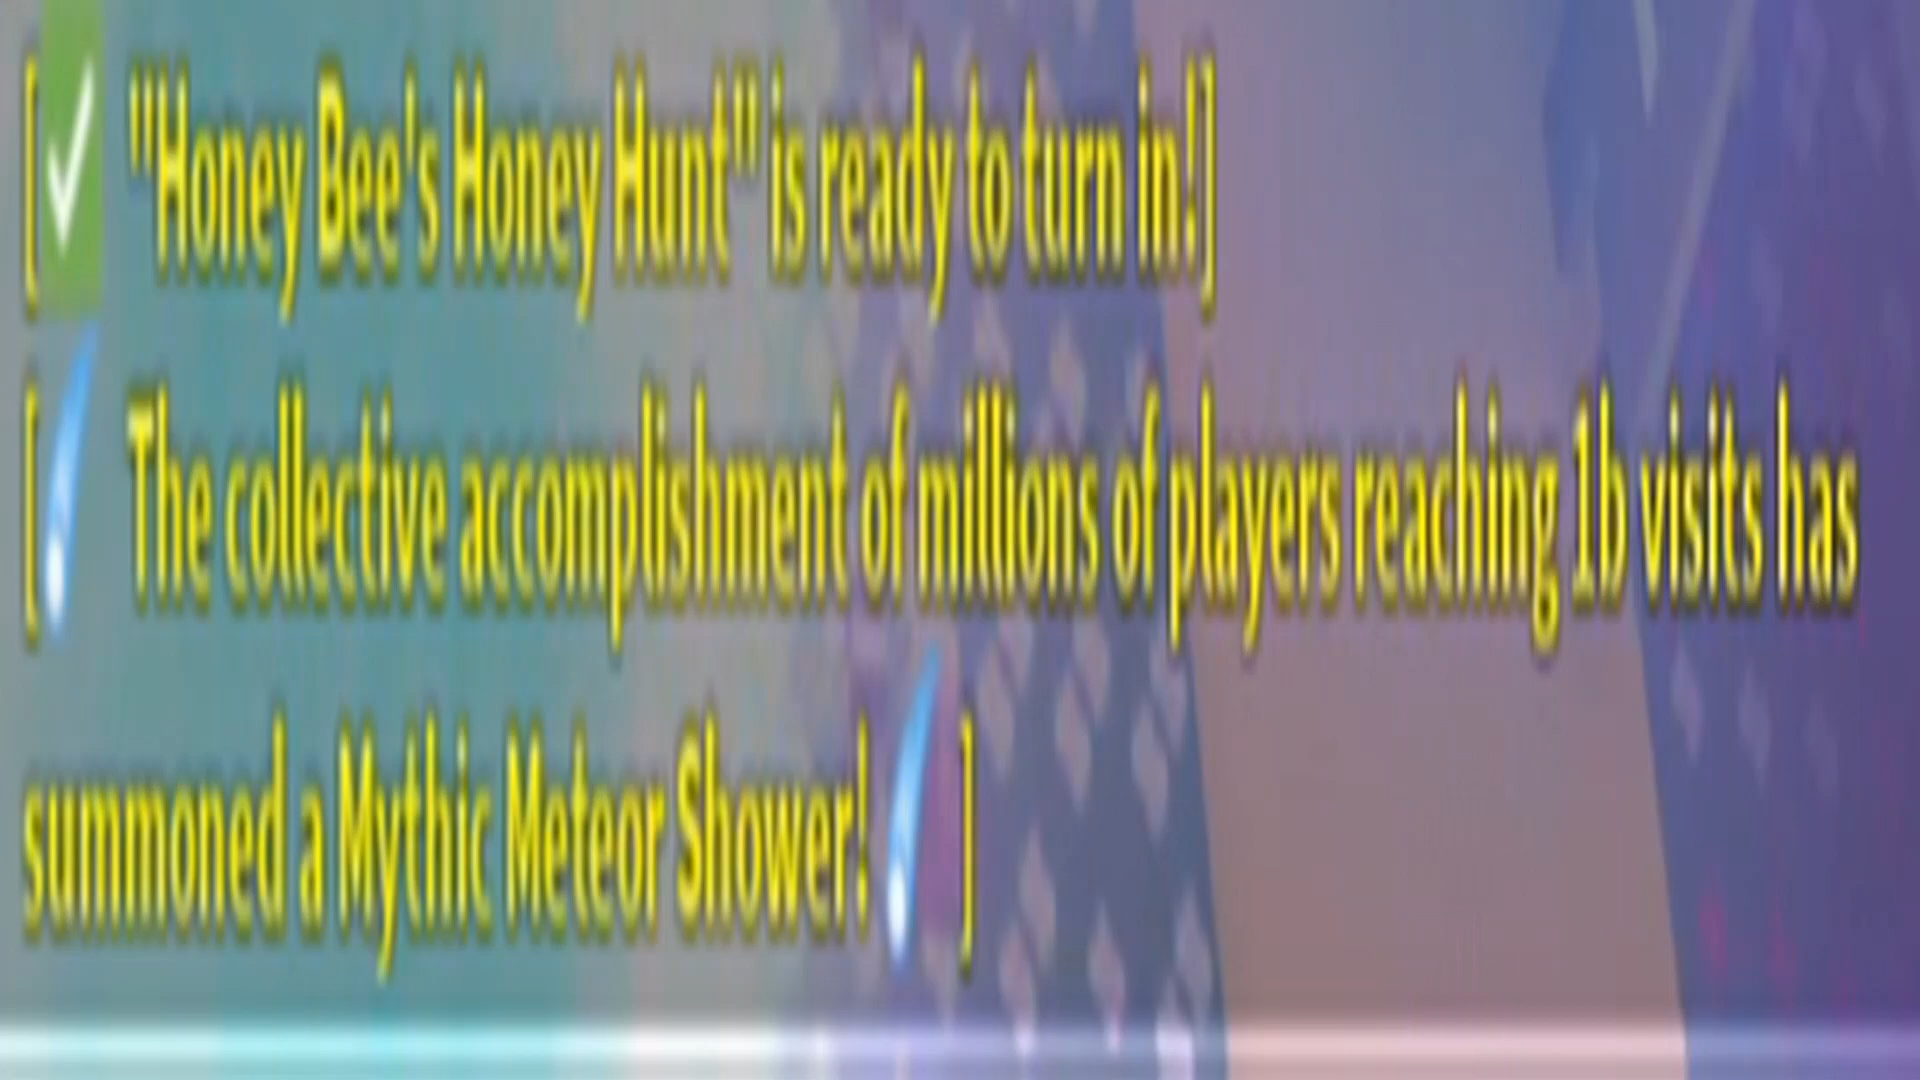 [✅ "Honey Bee's Honey Hunt" is ready to turn in!]
[☄️ The collective accomplishment of millions of players reaching 1b visits has
summoned a Mythic Meteor Shower! ☄️ ]